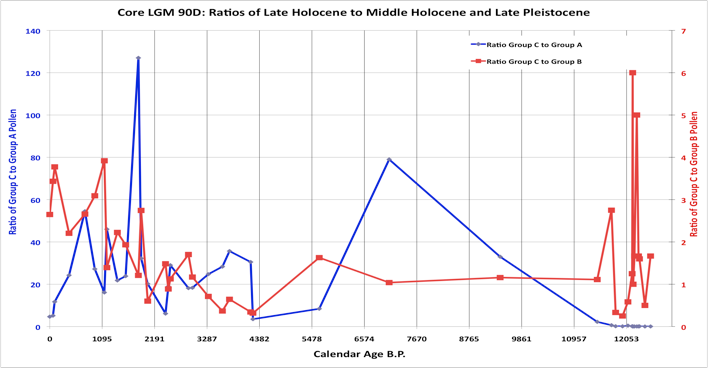 Core LGM 90D: Ratios of Late Holocene to Middle Holocene and Late Pleistocene
Ratio Group C to Group A
Ratio Group C to Group B
Ratio of Group C to Group A Pollen
140
120
100
80
60
40
20
0
7
6
5
4
3
2
1
0
Ratio of Group C to Group B Pollen
0 1095 2191 3287 4382 5478 6574 7670 8765 9861 10957 12053
Calendar Age B.P.